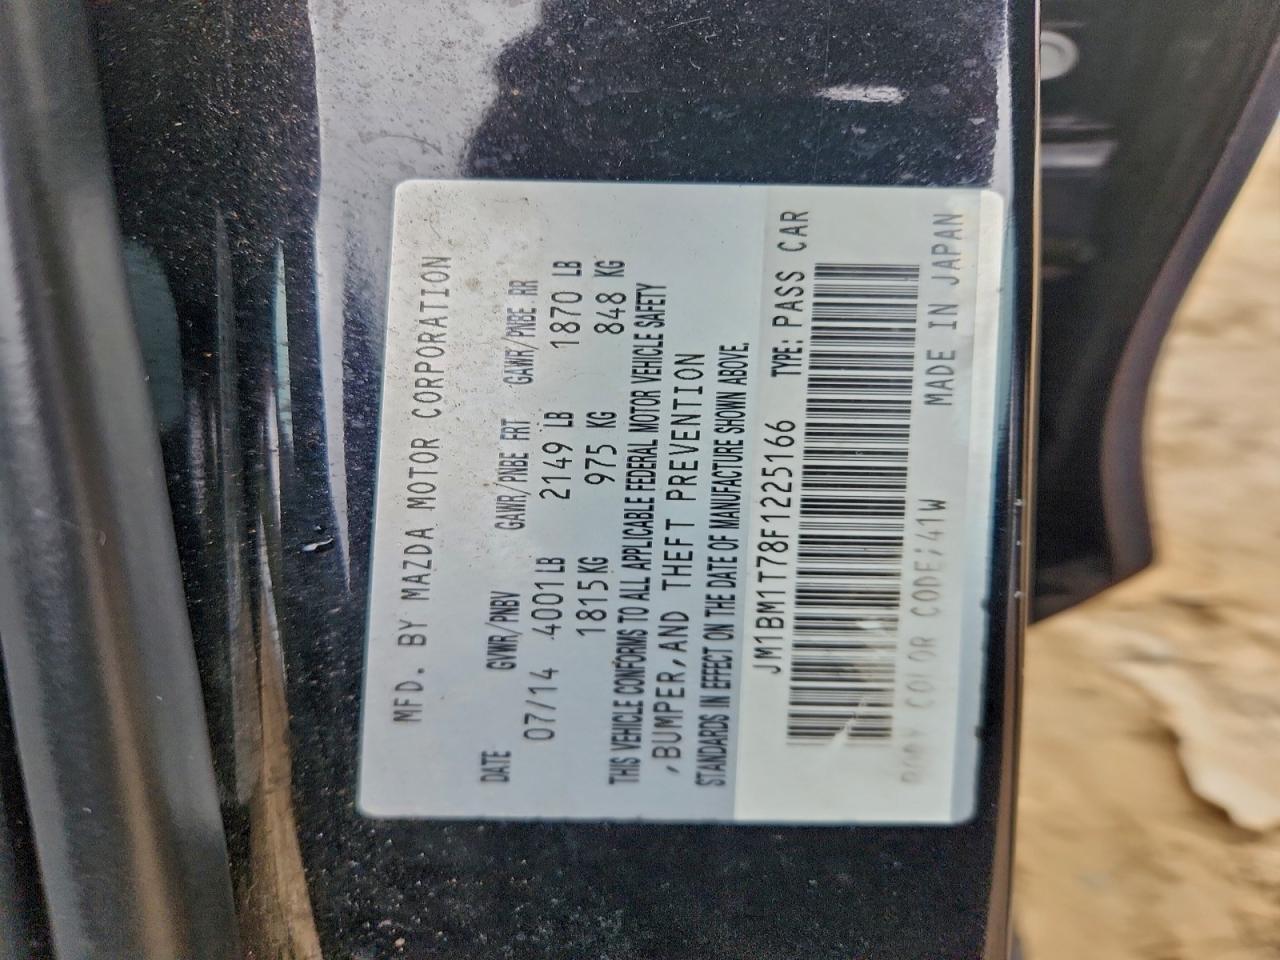 MFD. BY MAZDA MOTOR CORPORATION
DATE GVWR/PNBV GAWR/PNBE FRT GAWR/PNBE RR
07/14 4001LB 2149 LB 1870 LB
1815KG 975 KG 848 KG
THIS VEHICLE CONFORMS TO ALL APPLICABLE FEDERAL MOTOR VEHICLE SAFETY
,BUMPER,AND THEFT PREVENTION
STANDARDS IN EFFECT ON THE DATE OF MANUFACTURE SHOWN ABOVE.
JM1BM1T78F1225166 TYPE: PASS CAR
BODY COLOR CODE;41W MADE IN JAPAN